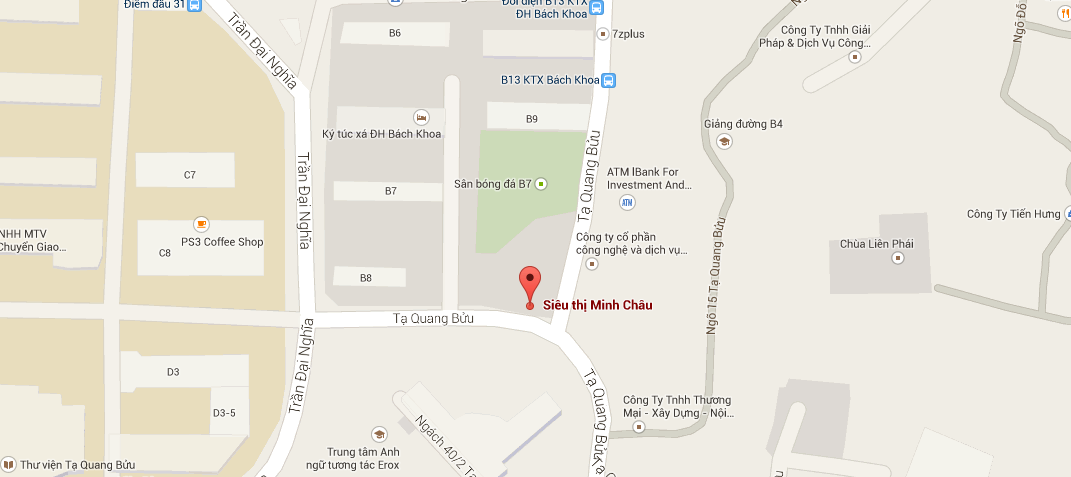 Điểm đầu 31
Đối diện B13 KTX
ĐH Bách Khoa
Trần Đại Nghĩa
B6
7zplus
Công Ty Tnhh Giải
Pháp & Dịch Vụ Công...
B13 KTX Bách Khoa
Ký túc xá ĐH Bách Khoa
B9
Giảng đường B4
Tạ Quang Bửu
Trần Đại Nghĩa
C7
B7
Sân bóng đá B7
ATM IBank For
Investment And...
ATN
Công Ty Tiến Hưng
NHH MTV
Chuyển Giao...
PS3 Coffee Shop
C8
Công ty cổ phần
công nghệ và dịch vụ...
Chùa Liên Phái
Ngõ 15 Tạ Quang Bửu
B8
Siêu thị Minh Châu
Tạ Quang Bửu
Trần Đại Nghĩa
D3
D3-5
Tạ Quang Bửu
Công Ty Tnhh Thương
Mại - Xây Dựng - Nội...
Ngách 40/2 Tạ
Trung tâm Anh
ngữ tương tác Erox
Thư viện Tạ Quang Bửu